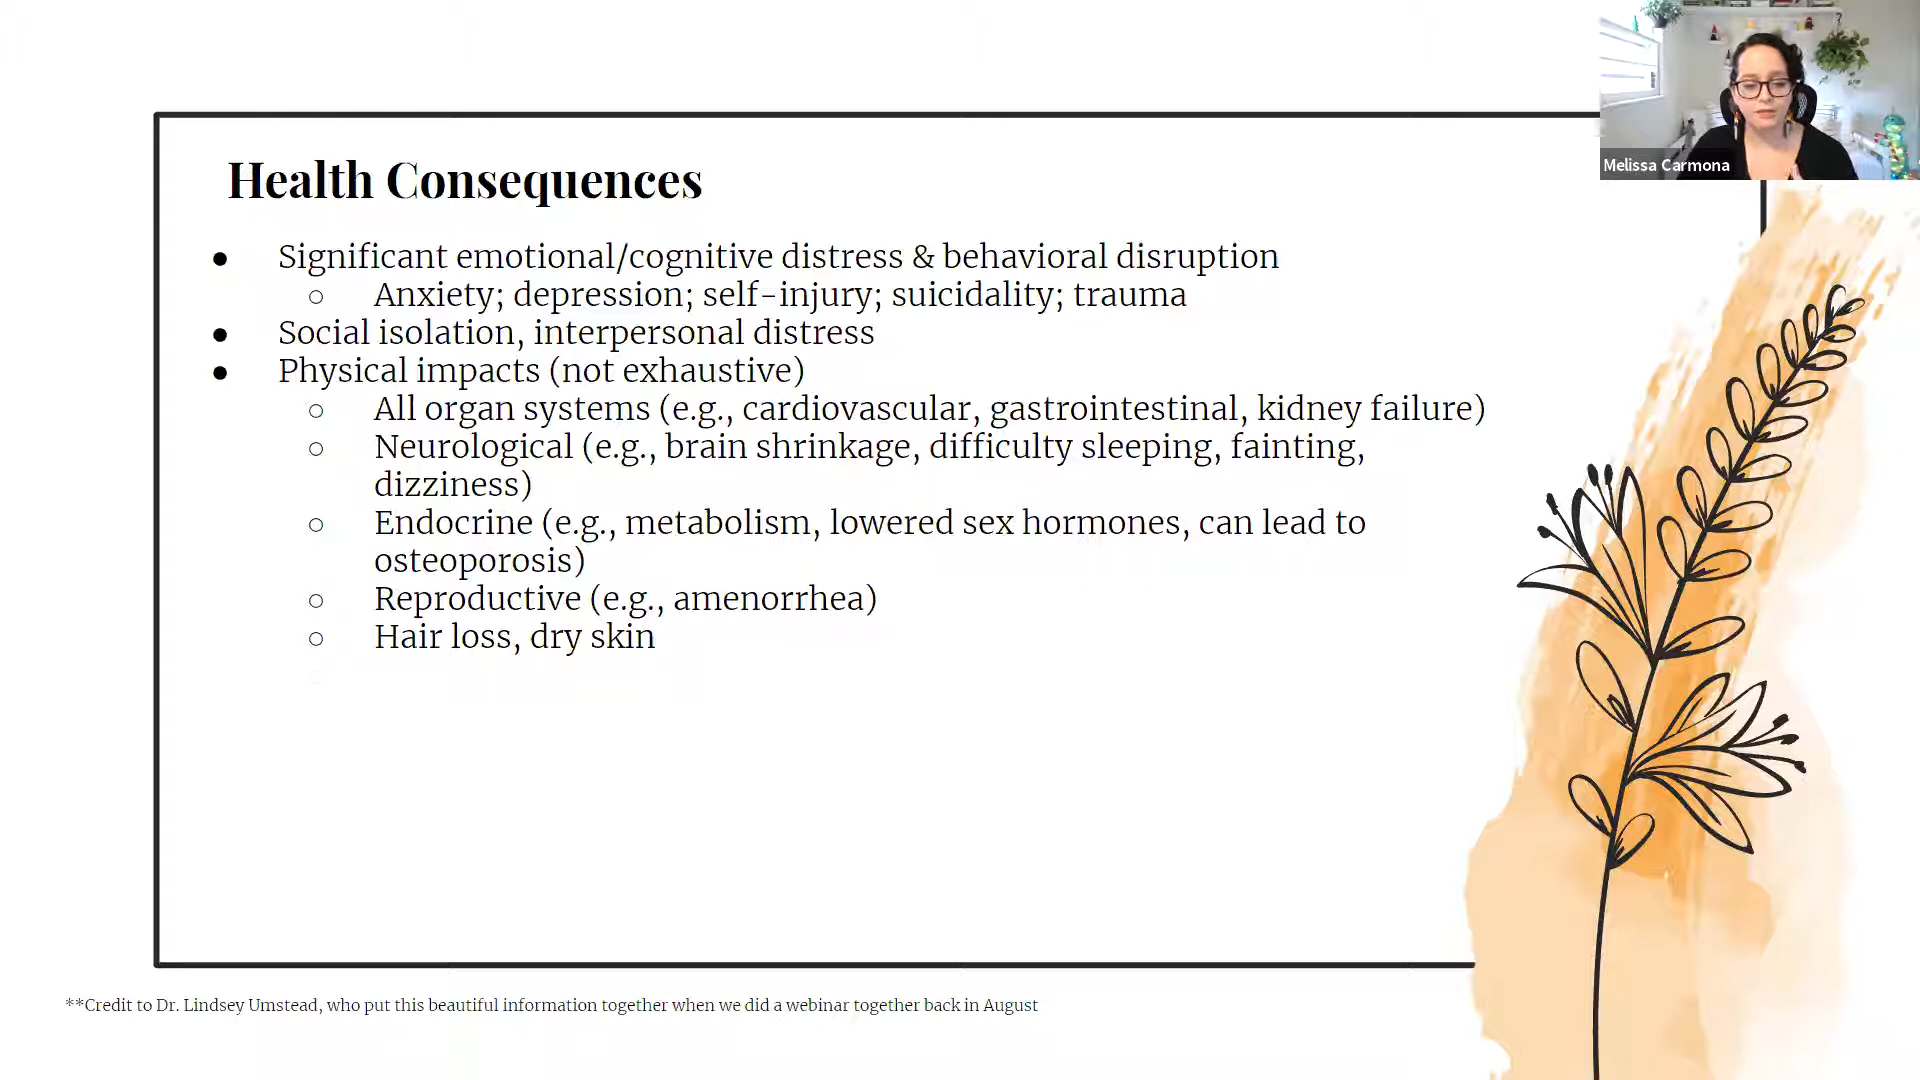 Health Consequences
● Significant emotional/cognitive distress & behavioral disruption
○ Anxiety; depression; self-injury; suicidality; trauma
● Social isolation, interpersonal distress
● Physical impacts (not exhaustive)
○ All organ systems (e.g., cardiovascular, gastrointestinal, kidney failure)
○ Neurological (e.g., brain shrinkage, difficulty sleeping, fainting,
dizziness)
○ Endocrine (e.g., metabolism, lowered sex hormones, can lead to
osteoporosis)
○ Reproductive (e.g., amenorrhea)
○ Hair loss, dry skin
**Credit to Dr. Lindsey Umstead, who put this beautiful information together when we did a webinar together back in August
Melissa Carmona